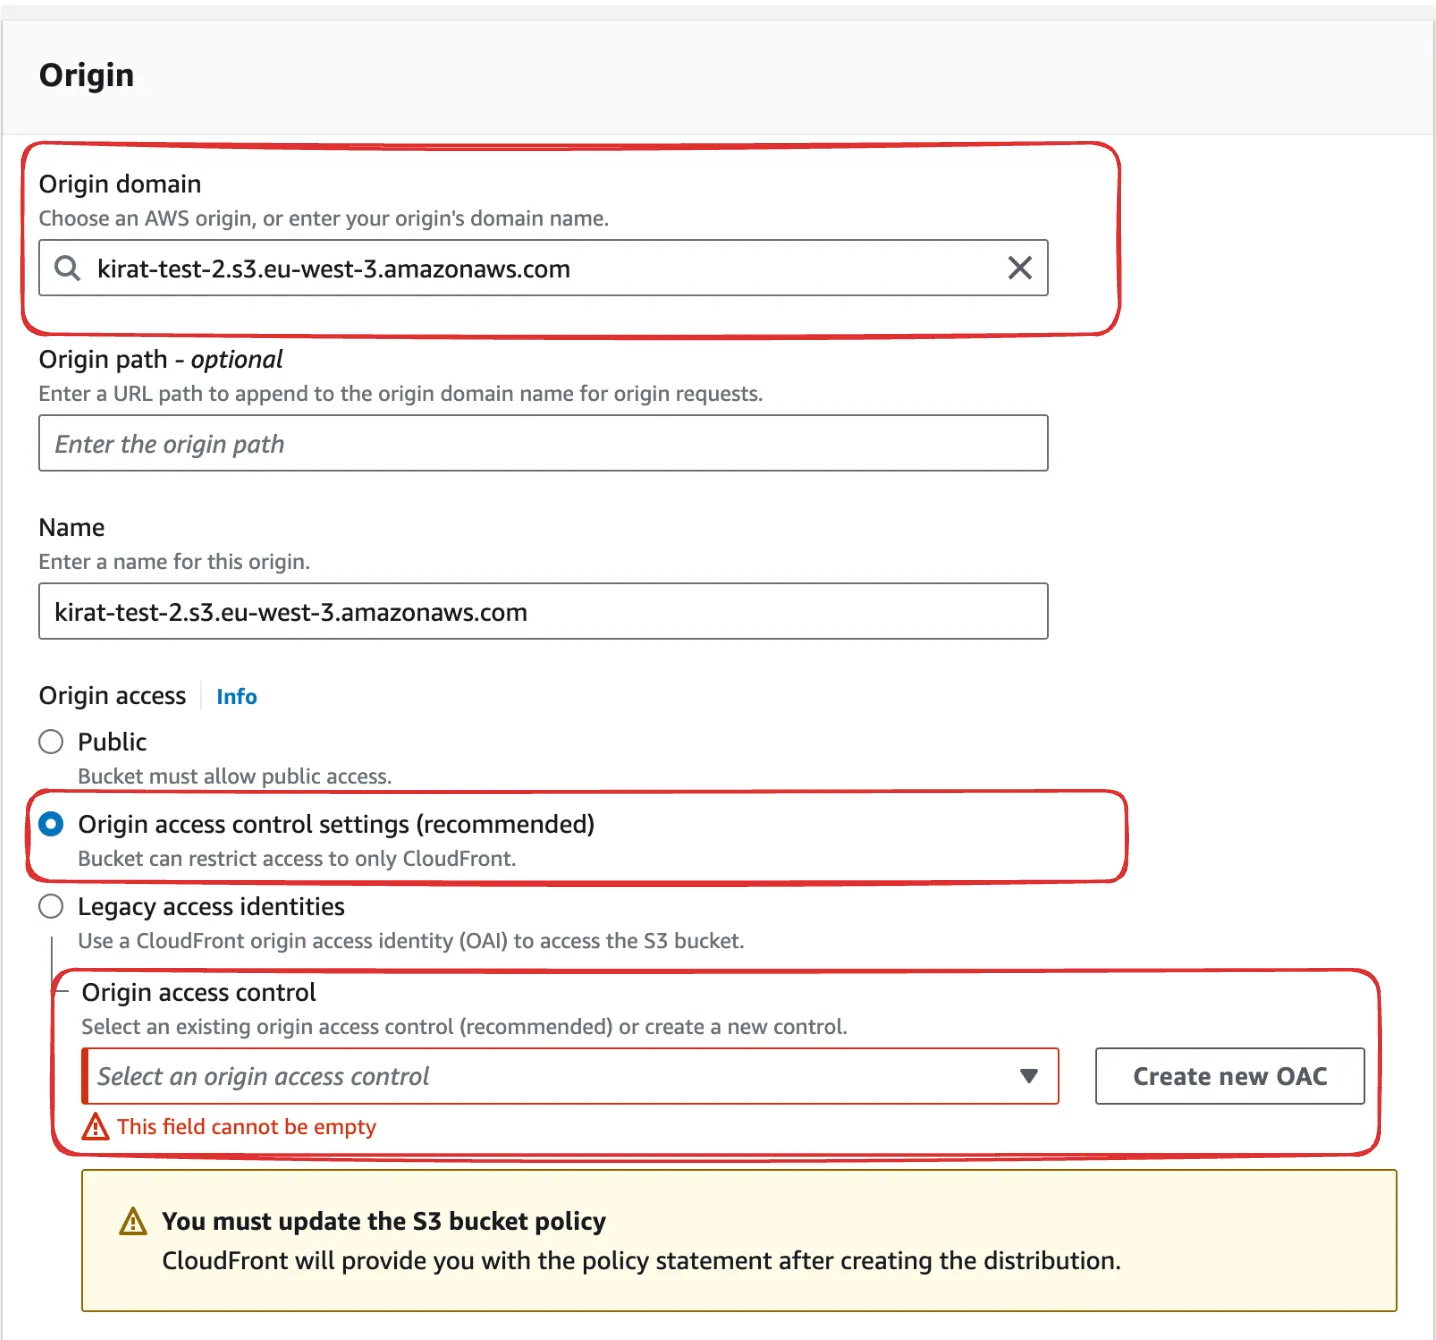 Origin
Origin domain
Choose an AWS origin, or enter your origin's domain name.
kirat-test-2.s3.eu-west-3.amazonaws.com
Origin path - optional
Enter a URL path to append to the origin domain name for origin requests.
Enter the origin path
Name
Enter a name for this origin.
kirat-test-2.s3.eu-west-3.amazonaws.com
Origin access Info
Public
Bucket must allow public access.
Origin access control settings (recommended)
Bucket can restrict access to only CloudFront.
Legacy access identities
Use a CloudFront origin access identity (OAI) to access the S3 bucket.
Origin access control
Select an existing origin access control (recommended) or create a new control.
Select an origin access control Create new OAC
This field cannot be empty
You must update the S3 bucket policy
CloudFront will provide you with the policy statement after creating the distribution.